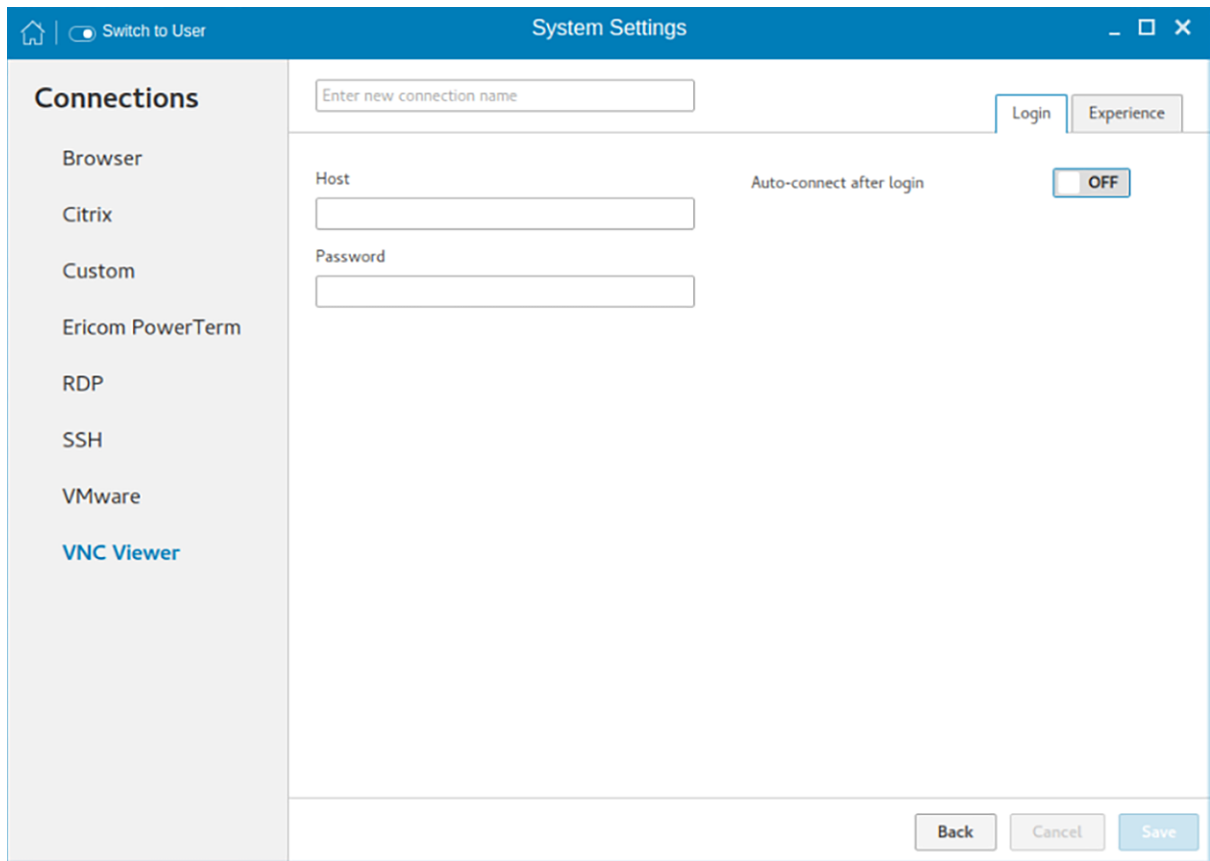 Switch to User
System Settings
Connections
Browser
Citrix
Custom
Ericom PowerTerm
RDP
SSH
VMware
VNC Viewer
Enter new connection name
Login
Experience
Host
Auto-connect after login
OFF
Password
Back
Cancel
Save